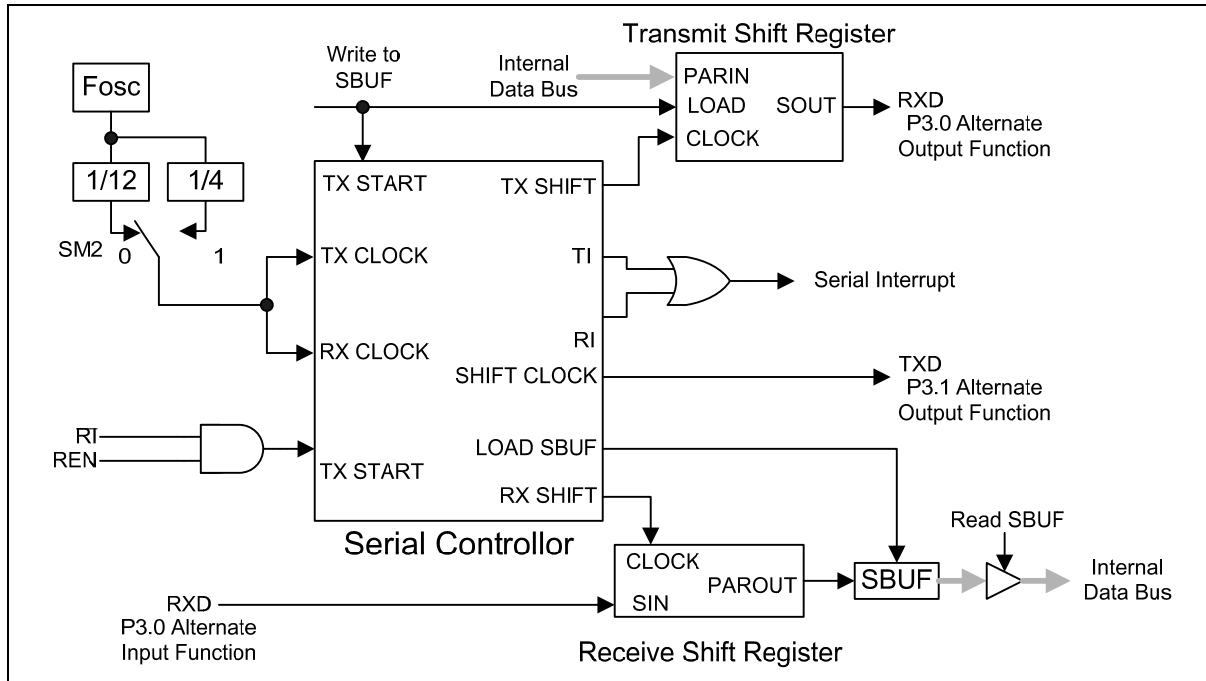 Transmit Shift Register
Write to
SBUF
Internal
Data Bus
PARIN
LOAD
SOUT
CLOCK
RXD
P3.0 Alternate
Output Function
Fosc
1/12
1/4
SM2
0
1
TX START
TX SHIFT
TX CLOCK
TI
Serial Interrupt
RI
RX CLOCK
SHIFT CLOCK
TXD
P3.1 Alternate
Output Function
RI
REN
LOAD SBUF
TX START
RX SHIFT
Serial Controllor
Read SBUF
CLOCK
PAROUT
SIN
SBUF
Internal
Data Bus
RXD
P3.0 Alternate
Input Function
Receive Shift Register